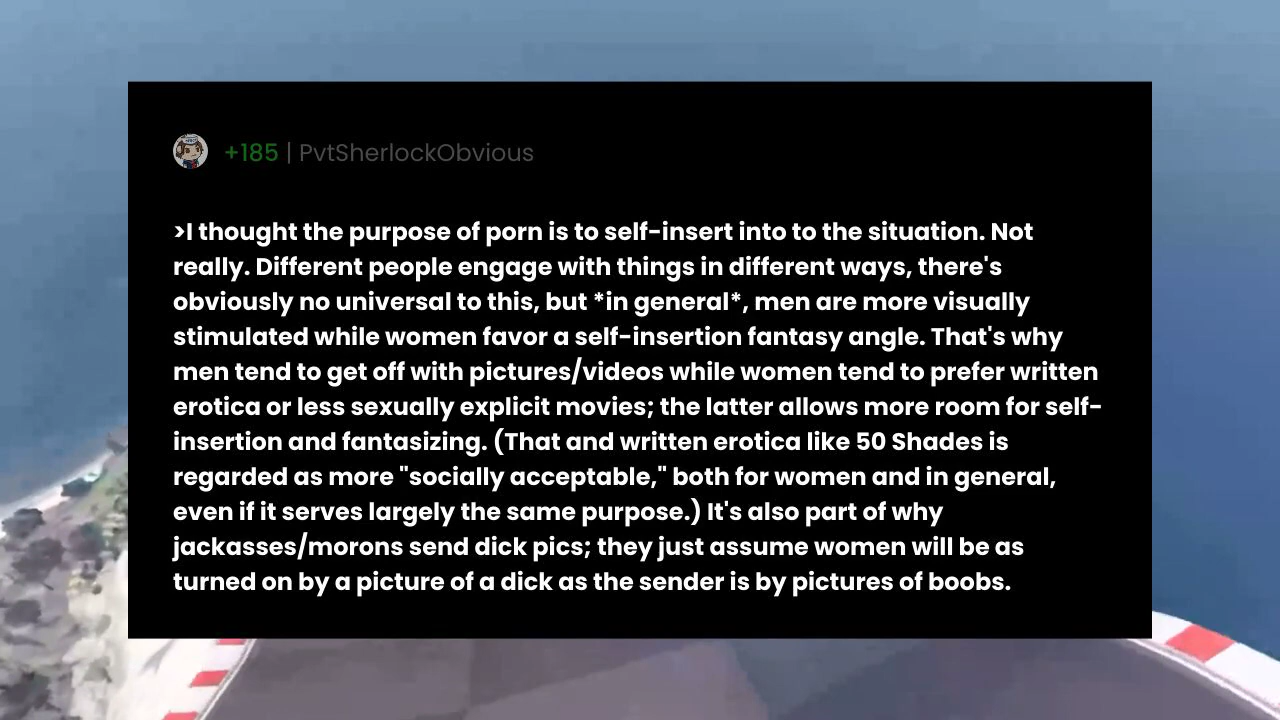 +185 | PvtSherlockObvious
>I thought the purpose of porn is to self-insert into to the situation. Not
really. Different people engage with things in different ways, there's
obviously no universal to this, but *in general*, men are more visually
stimulated while women favor a self-insertion fantasy angle. That's why
men tend to get off with pictures/videos while women tend to prefer written
erotica or less sexually explicit movies; the latter allows more room for self-
insertion and fantasizing. (That and written erotica like 50 Shades is
regarded as more "socially acceptable," both for women and in general,
even if it serves largely the same purpose.) It's also part of why
jackasses/morons send dick pics; they just assume women will be as
turned on by a picture of a dick as the sender is by pictures of boobs.